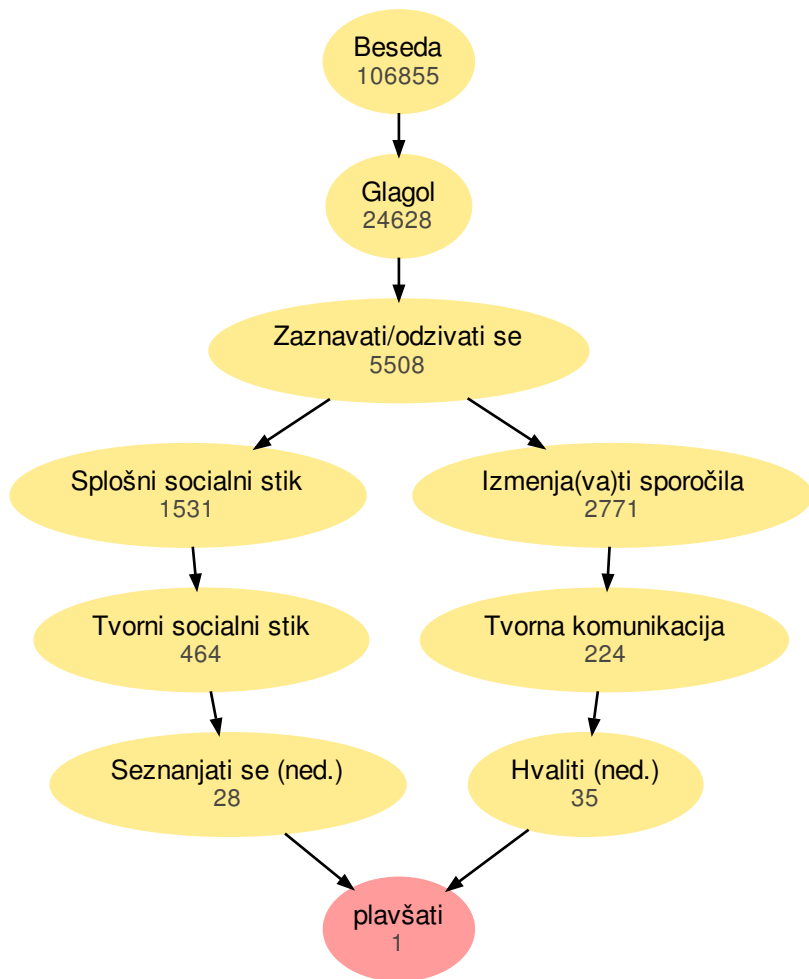 Beseda
106855
Glagol
24628
Zaznavati/odzivati se
5508
Splošni socialni stik
1531
Izmenja(va)ti sporočila
2771
Tvorni socialni stik
464
Tvorna komunikacija
224
Seznanjati se (ned.)
28
Hvaliti (ned.)
35
plavšati
1